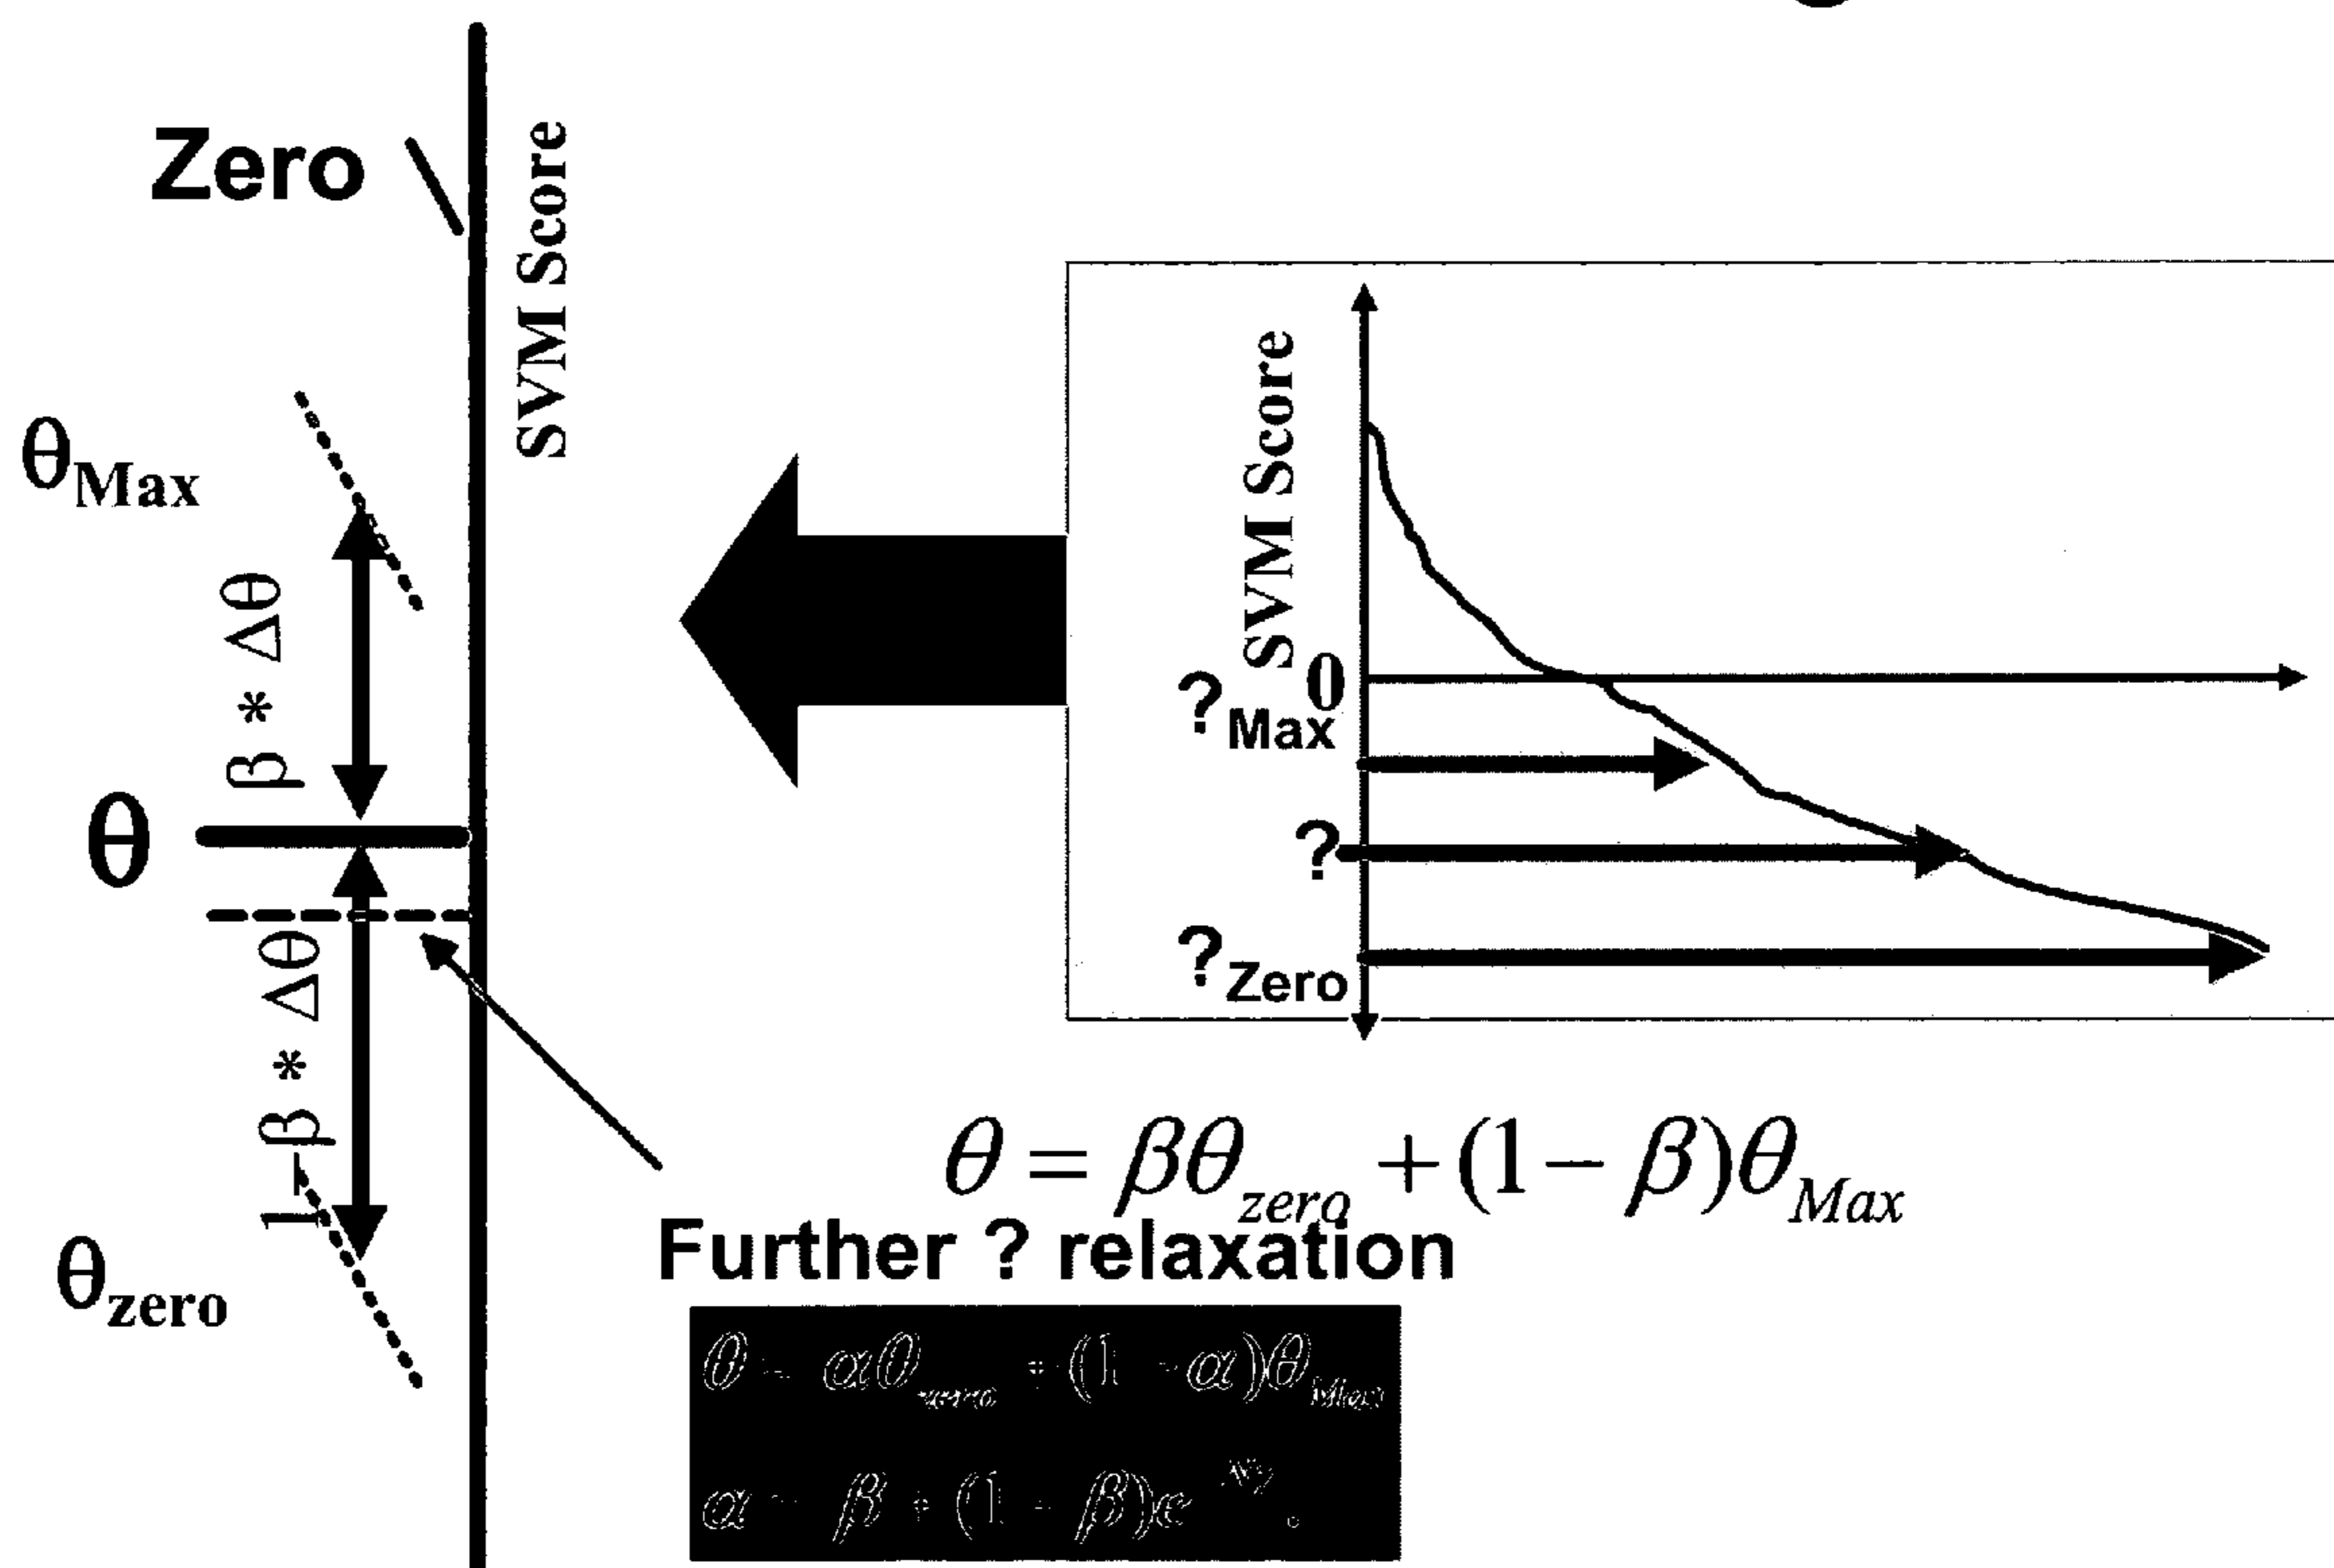 Zero
SVM Score
θMax
β * Δθ
θ
1-β * Δθ
θzero
SVM Score
0
?Max
?
?Zero
θ = βθzero + (1 − β)θMax
Further ? relaxation
θ = αθzero + (1 − α)θMax